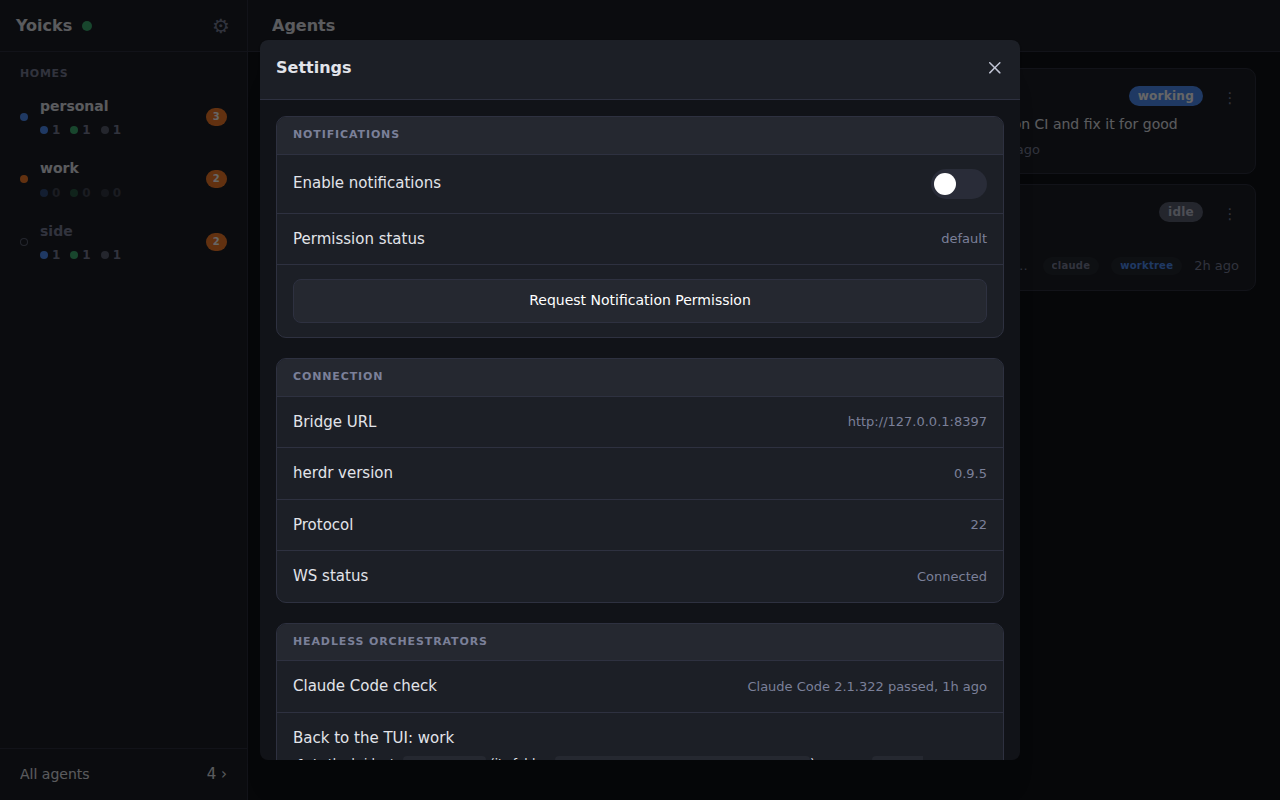 Yoicks
Agents
HOMES
personal
3
1 1 1
work
2
0 0 0
side
2
1 1 1
All agents
4 ›
Settings
NOTIFICATIONS
Enable notifications
Permission status
default
Request Notification Permission
CONNECTION
Bridge URL
http://127.0.0.1:8397
herdr version
0.9.5
Protocol
22
WS status
Connected
HEADLESS ORCHESTRATORS
Claude Code check
Claude Code 2.1.322 passed, 1h ago
Back to the TUI: work
working
CI and fix it for good
ago
idle
claude worktree 2h ago